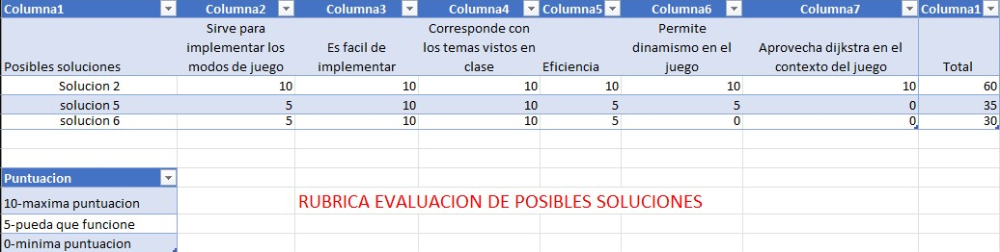 Columna1 Columna2 Columna3 Columna4 Columna5 Columna6 Columna7 Columna1
Posibles soluciones Sirve para implementar los modos de juego Es facil de implementar Corresponde con los temas vistos en clase Eficiencia Permite dinamismo en el juego Aprovecha dijkstra en el contexto del juego Total
Solucion 2 10 10 10 10 10 10 60
solucion 5 5 10 10 5 5 0 35
solucion 6 5 10 10 5 0 0 30
Puntuacion
10-maxima puntuacion
RUBRICA EVALUACION DE POSIBLES SOLUCIONES
5-pueda que funcione
0-minima puntuacion